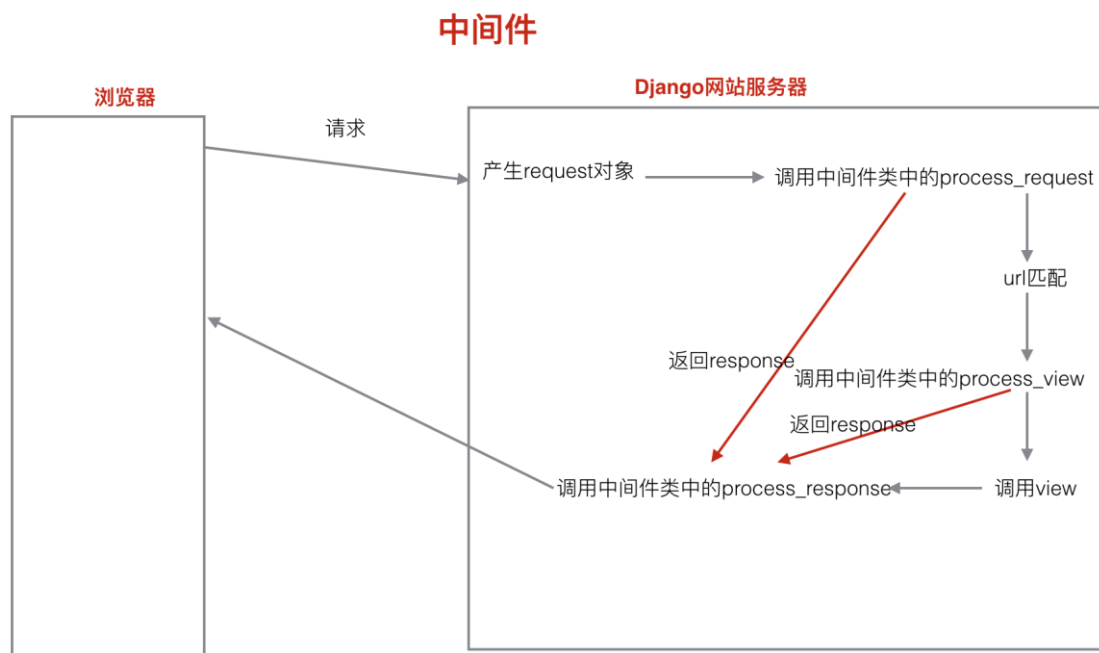 中间件
浏览器
Django网站服务器
请求
产生request对象
调用中间件类中的process_request
url匹配
返回response
调用中间件类中的process_view
返回response
调用中间件类中的process_response
调用view